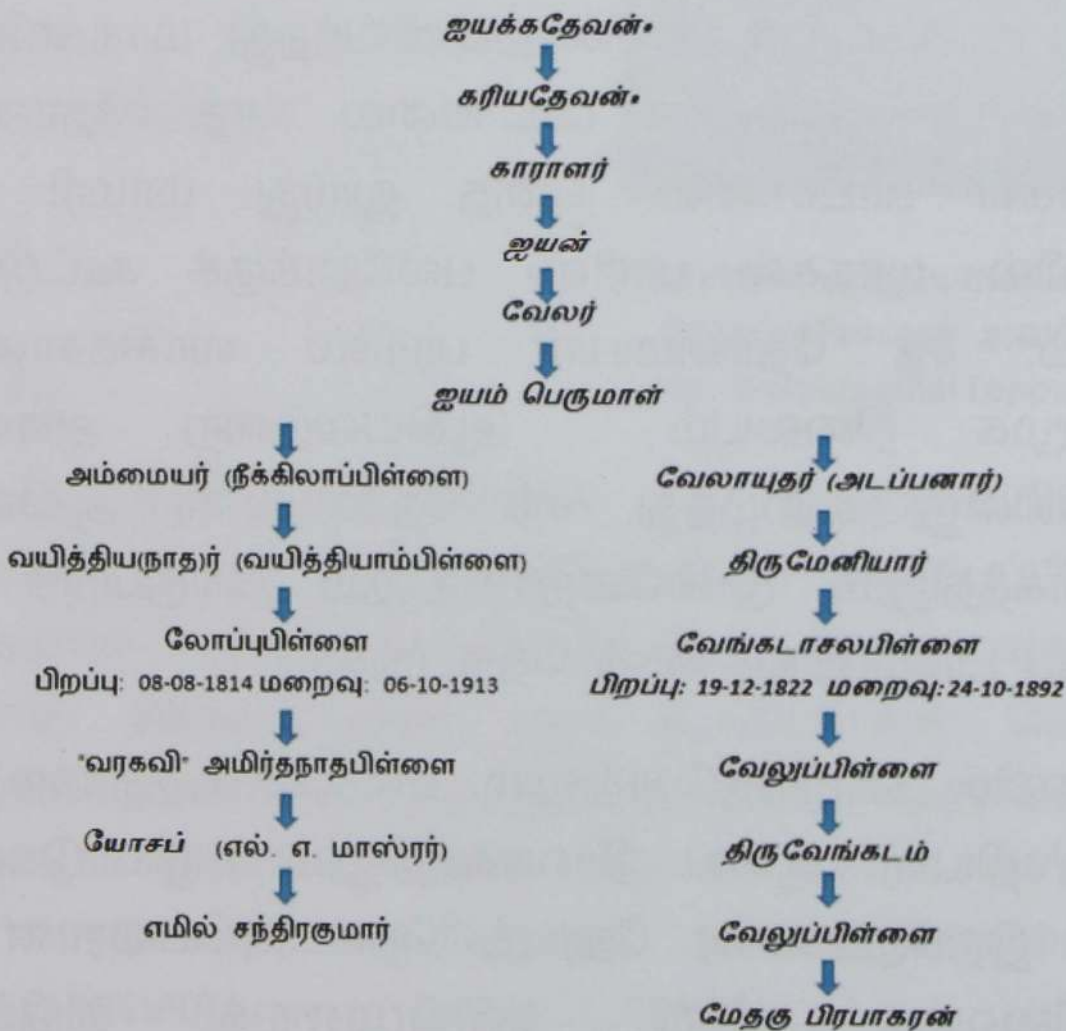 ஐயக்கதேவன்*
கரியதேவன்*
காராளர்
ஐயன்
வேலர்
ஐயம் பெருமாள்
அம்மையர் (நீக்கிலாப்பிள்ளை)
வயித்திய(நாத)ர் (வயித்தியாம்பிள்ளை)
லோப்புபிள்ளை
பிறப்பு: 08-08-1814 மறைவு: 06-10-1913
"வரகவி" அமிர்தநாதபிள்ளை
யோசப் (எல். எ. மாஸ்ரர்)
எமில் சந்திரகுமார்
வேலாயுதர் (அடப்பனார்)
திருமேனியார்
வேங்கடாசலபிள்ளை
பிறப்பு: 19-12-1822 மறைவு:24-10-1892
வேலுப்பிள்ளை
திருவேங்கடம்
வேலுப்பிள்ளை
மேதகு பிரபாகரன்